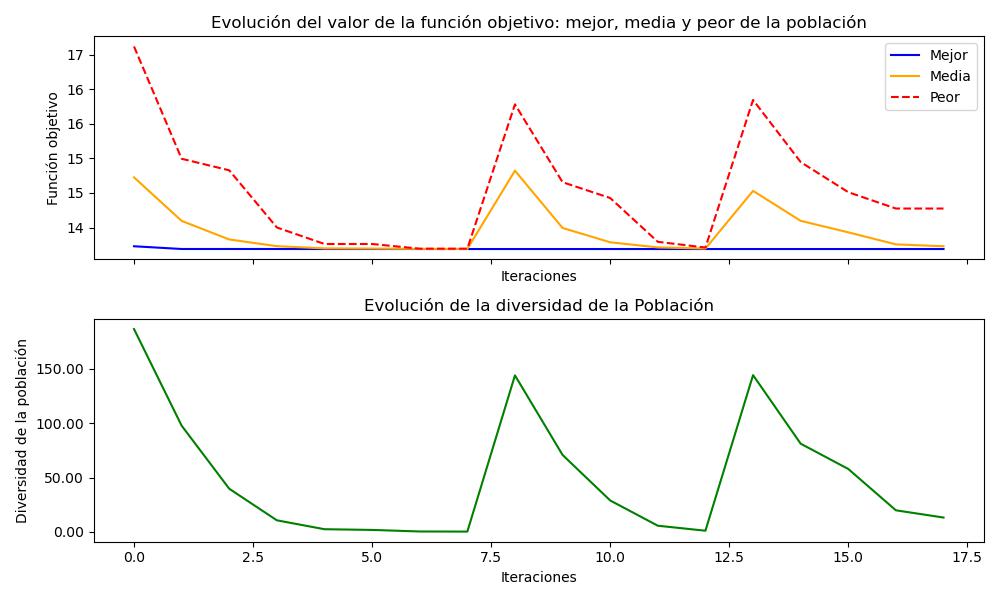 Evolución del valor de la función objetivo: mejor, media y peor de la población
Función objetivo
17
16
16
15
15
14
Mejor
Media
Peor
Iteraciones
Evolución de la diversidad de la Población
Diversidad de la población
150.00
100.00
50.00
0.00
0.0 2.5 5.0 7.5 10.0 12.5 15.0 17.5
Iteraciones